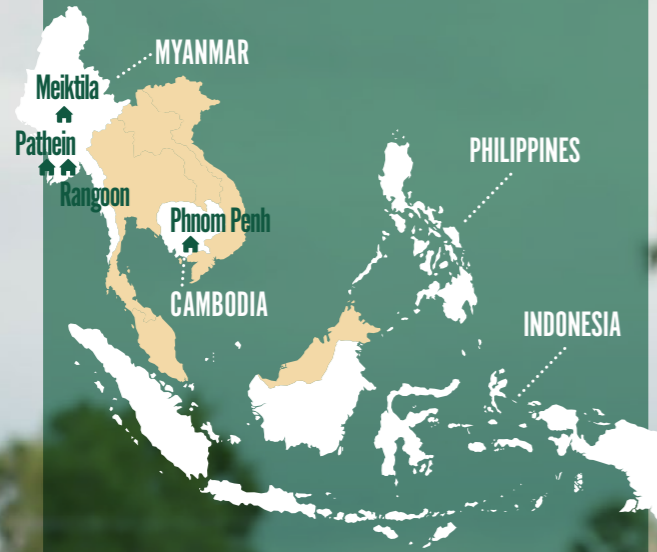 MYANMAR
Meiktila
Pathein
Rangoon
PHILIPPINES
Phnom Penh
CAMBODIA
INDONESIA